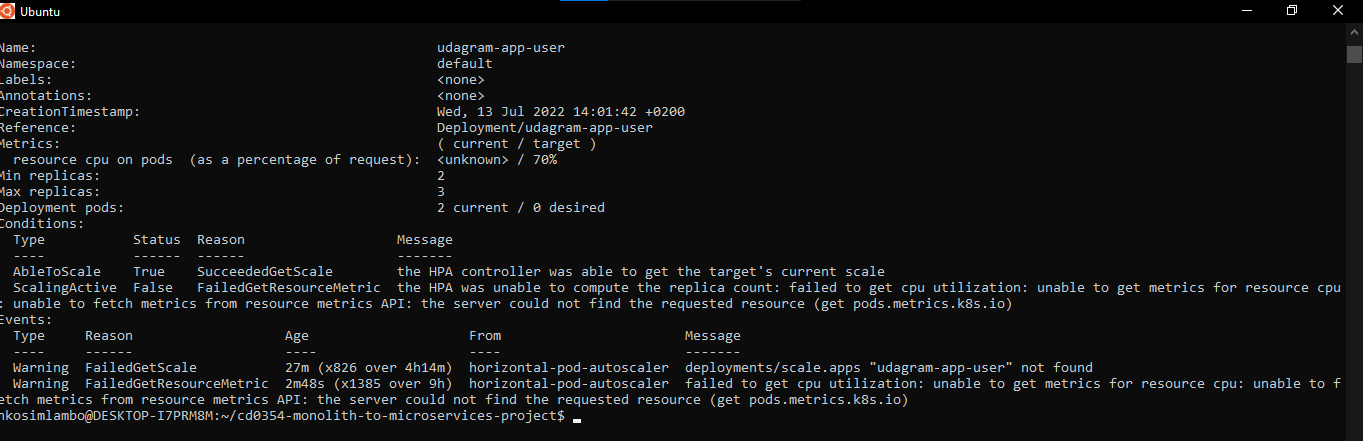 Ubuntu
Name: udagram-app-user
Namespace: default
Labels: <none>
Annotations: <none>
CreationTimestamp: Wed, 13 Jul 2022 14:01:42 +0200
Reference: Deployment/udagram-app-user
Metrics: ( current / target )
resource cpu on pods (as a percentage of request): <unknown> / 70%
Min replicas: 2
Max replicas: 3
Deployment pods: 2 current / 0 desired
Conditions:
Type Status Reason Message
---- ------ ------ -------
AbleToScale True SucceededGetScale the HPA controller was able to get the target's current scale
ScalingActive False FailedGetResourceMetric the HPA was unable to compute the replica count: failed to get cpu utilization: unable to get metrics for resource cpu
: unable to fetch metrics from resource metrics API: the server could not find the requested resource (get pods.metrics.k8s.io)
Events:
Type Reason Age From Message
---- ------ ---- ---- -------
Warning FailedGetScale 27m (x826 over 4h14m) horizontal-pod-autoscaler deployments/scale.apps "udagram-app-user" not found
Warning FailedGetResourceMetric 2m48s (x1385 over 9h) horizontal-pod-autoscaler failed to get cpu utilization: unable to get metrics for resource cpu: unable to f
etch metrics from resource metrics API: the server could not find the requested resource (get pods.metrics.k8s.io)
nkosimlambo@DESKTOP-I7PRM8M:~/cd0354-monolith-to-microservices-project$